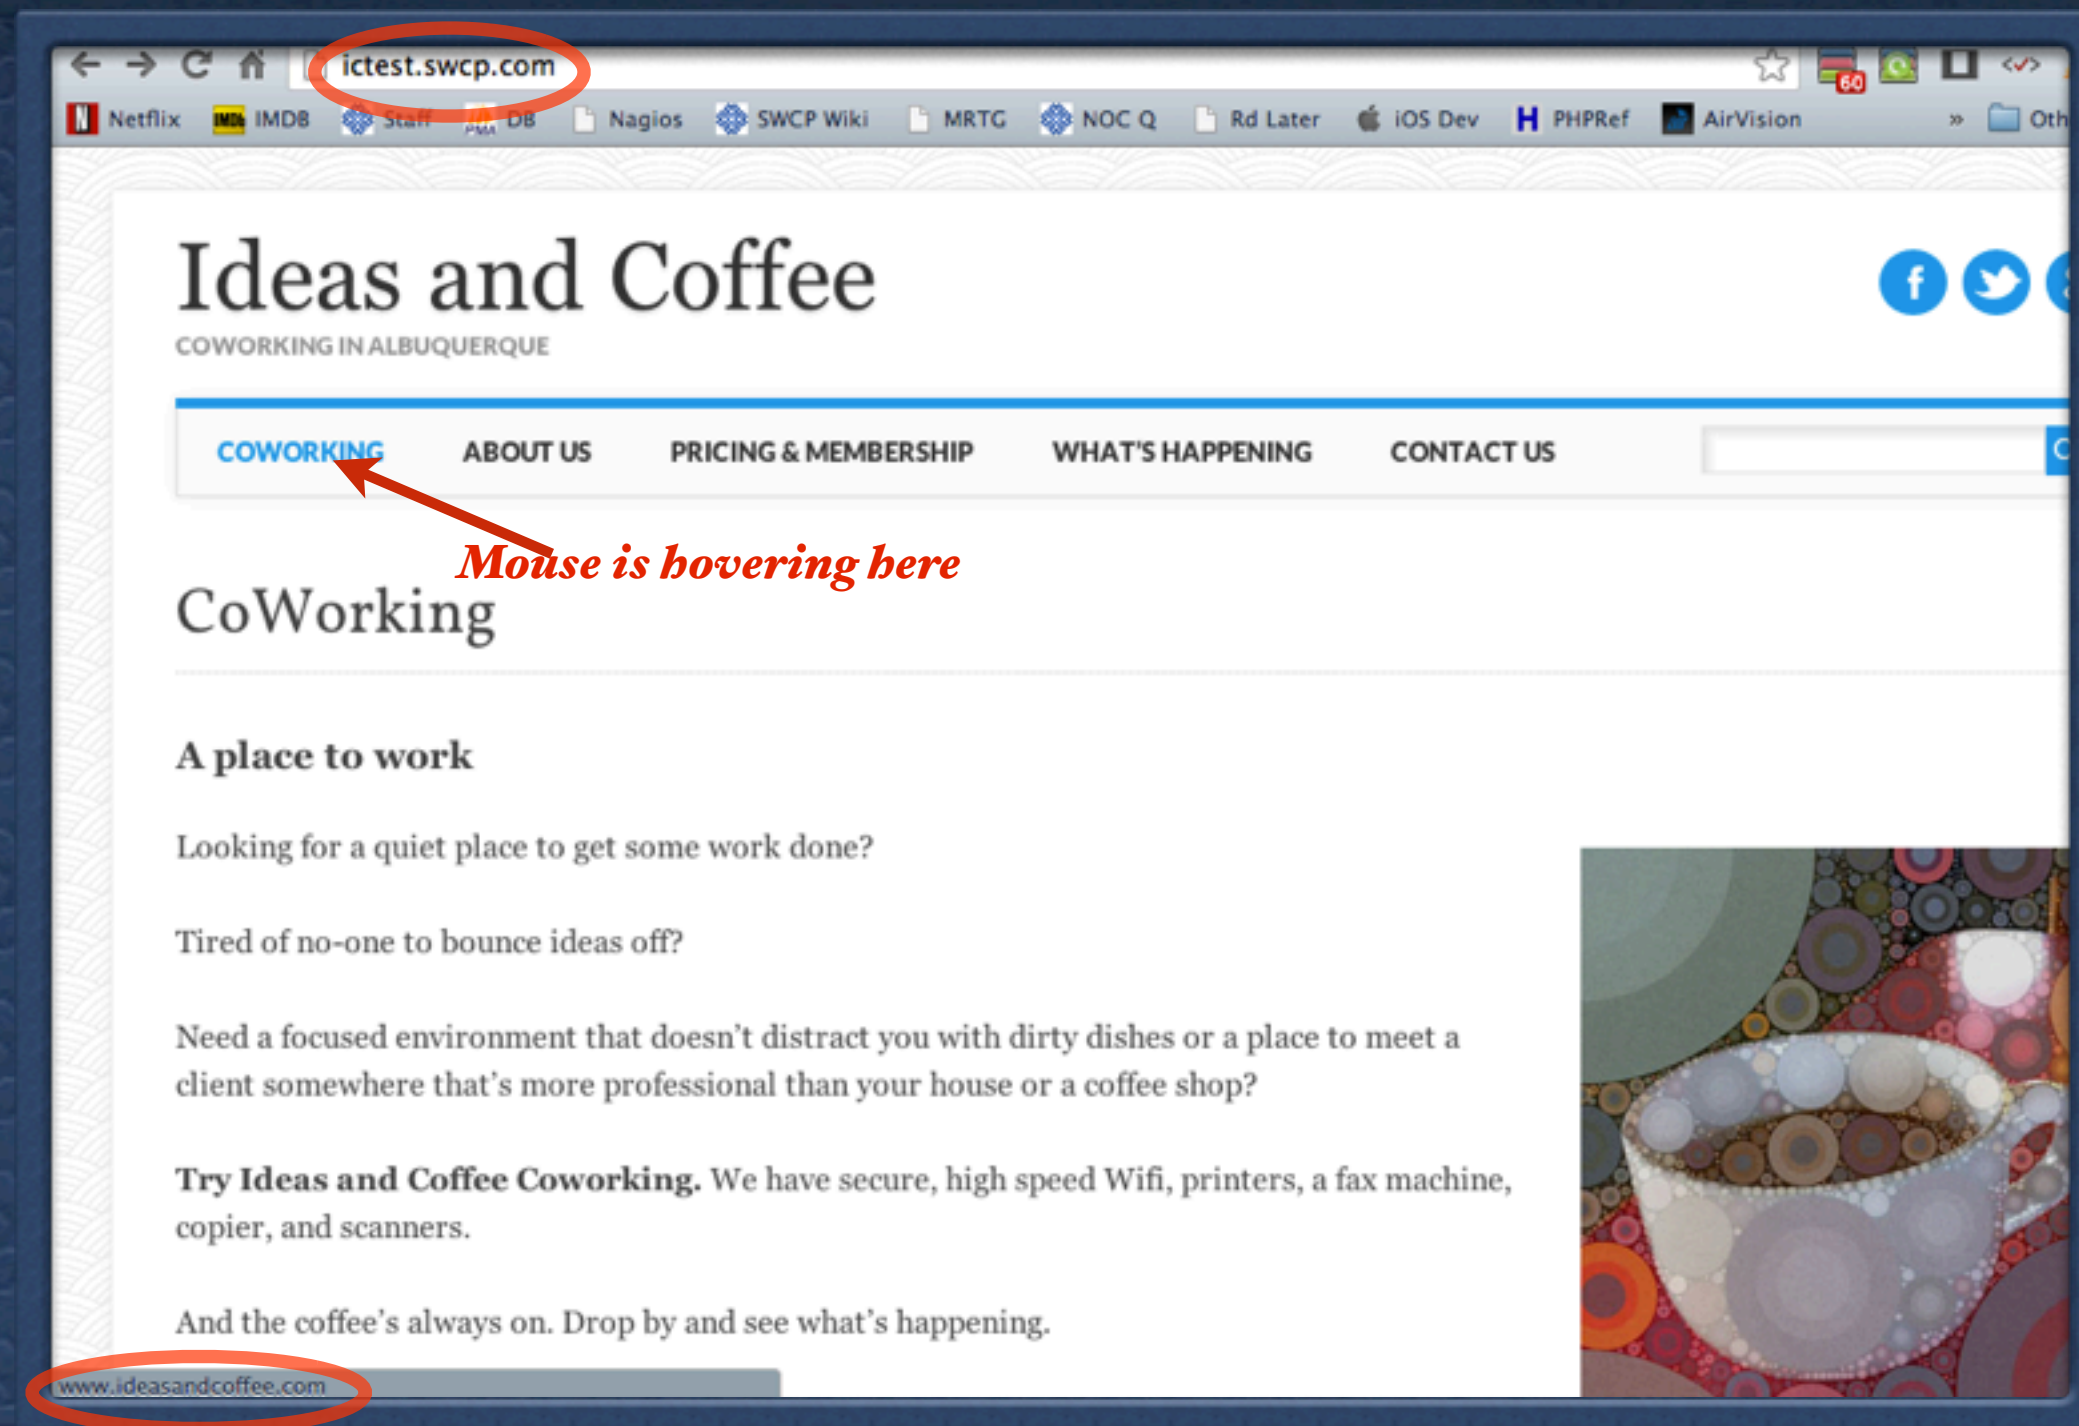 ictest.swcp.com
60
Netflix IMDb IMDB Staff PMA DB Nagios SWCP Wiki MRTG NOC Q Rd Later iOS Dev H PHPRef AirVision » Oth
Ideas and Coffee
COWORKING IN ALBUQUERQUE
COWORKING ABOUT US PRICING & MEMBERSHIP WHAT'S HAPPENING CONTACT US
Mouse is hovering here
CoWorking
A place to work
Looking for a quiet place to get some work done?
Tired of no-one to bounce ideas off?
Need a focused environment that doesn't distract you with dirty dishes or a place to meet a
client somewhere that's more professional than your house or a coffee shop?
Try Ideas and Coffee Coworking. We have secure, high speed Wifi, printers, a fax machine,
copier, and scanners.
And the coffee's always on. Drop by and see what's happening.
www.ideasandcoffee.com